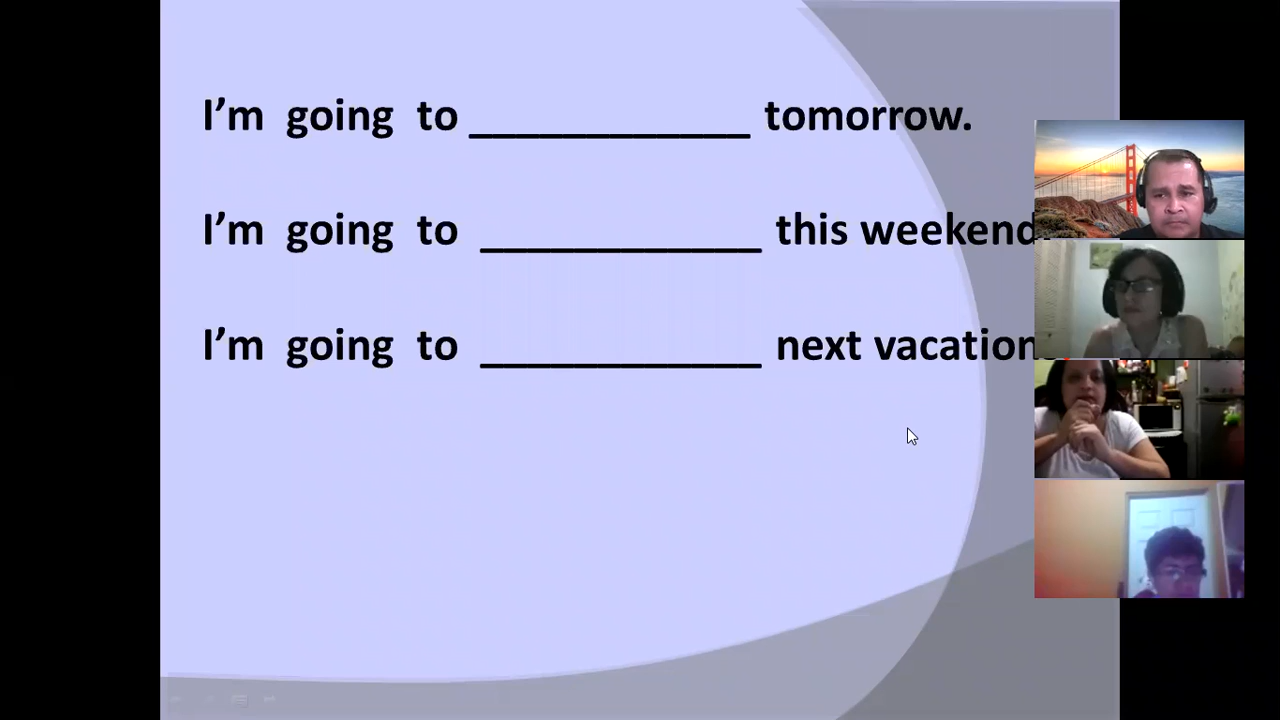 I'm going to ____________ tomorrow.
I'm going to ____________ this weekend.
I'm going to ____________ next vacation